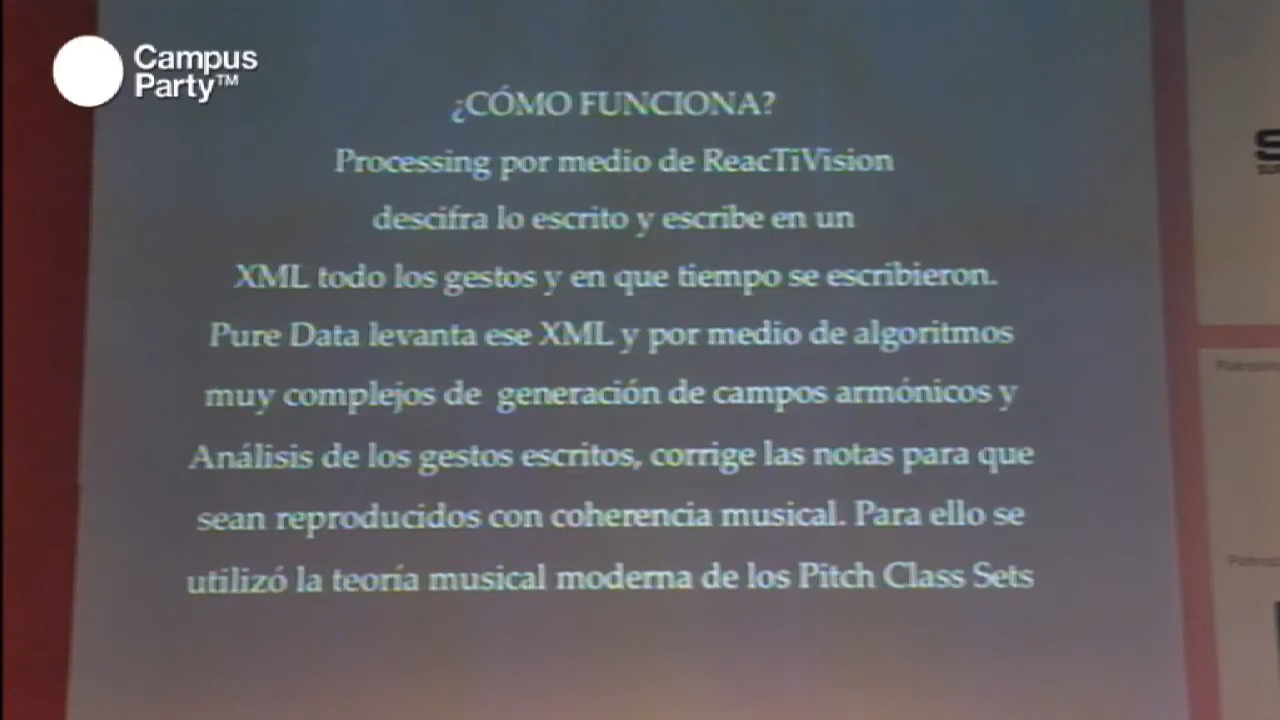 Campus
Party™
¿CÓMO FUNCIONA?
Processing por medio de ReacTiVision
descifra lo escrito y escribe en un
XML todo los gestos y en que tiempo se escribieron.
Pure Data levanta ese XML y por medio de algoritmos
muy complejos de generación de campos armónicos y
Análisis de los gestos escritos, corrige las notas para que
sean reproducidos con coherencia musical. Para ello se
utilizó la teoría musical moderna de los Pitch Class Sets